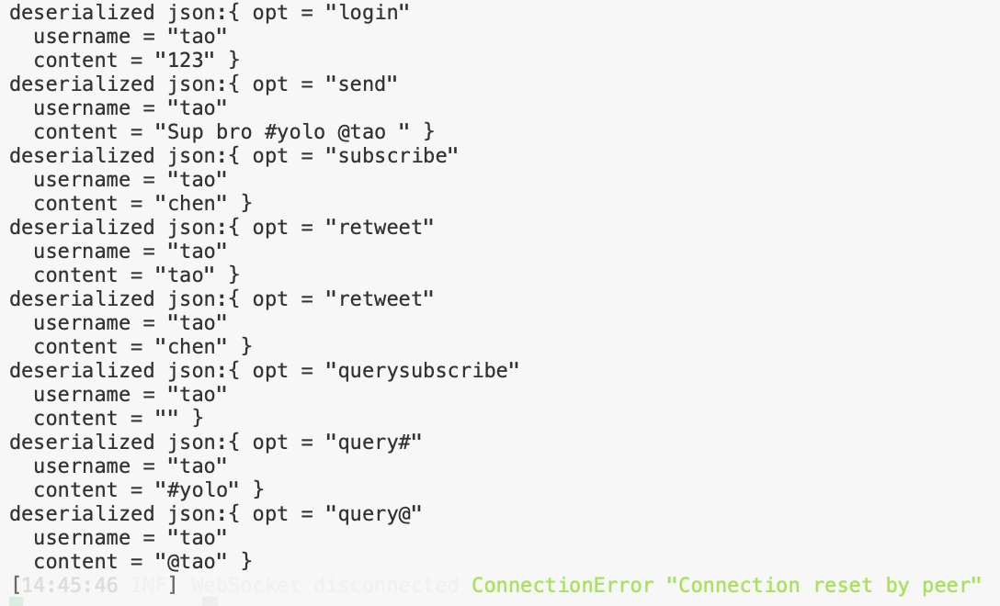 deserialized json:{ opt = "login"
  username = "tao"
  content = "123" }
deserialized json:{ opt = "send"
  username = "tao"
  content = "Sup bro #yolo @tao " }
deserialized json:{ opt = "subscribe"
  username = "tao"
  content = "chen" }
deserialized json:{ opt = "retweet"
  username = "tao"
  content = "tao" }
deserialized json:{ opt = "retweet"
  username = "tao"
  content = "chen" }
deserialized json:{ opt = "querysubscribe"
  username = "tao"
  content = "" }
deserialized json:{ opt = "query#"
  username = "tao"
  content = "#yolo" }
deserialized json:{ opt = "query@"
  username = "tao"
  content = "@tao" }
[14:45:46 INF] WebSocket disconnected ConnectionError "Connection reset by peer"